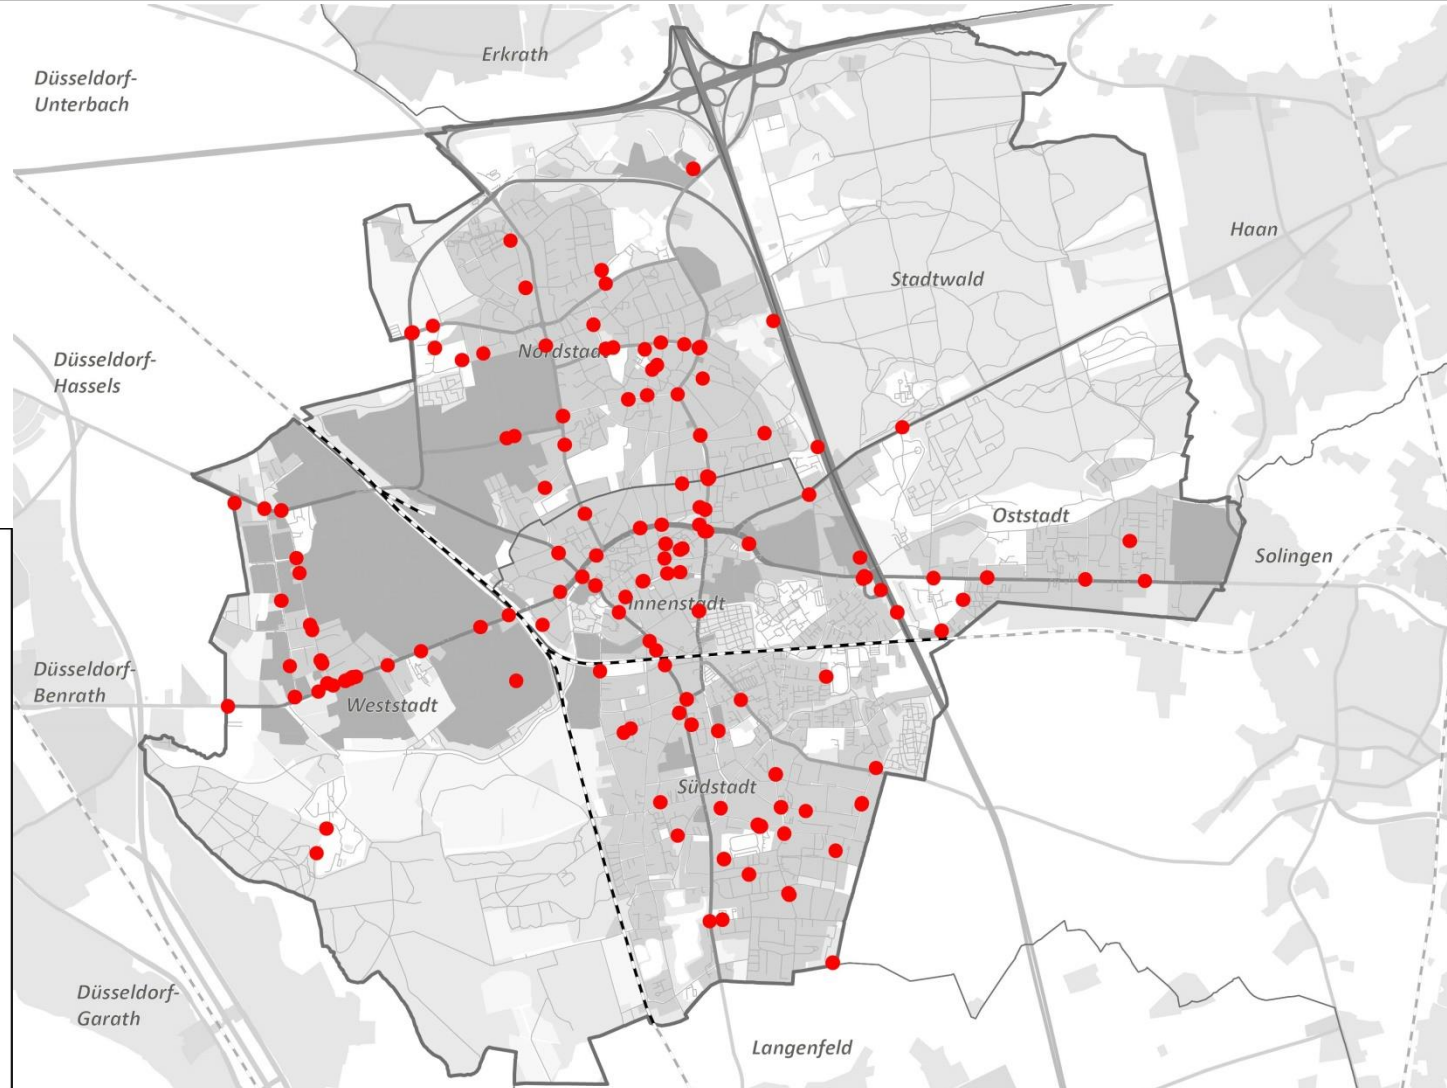 Erkrath
Düsseldorf-
Unterbach
Haan
Stadtwald
Düsseldorf-
Hassels
Nordstadt
Oststadt
Solingen
Innenstadt
Düsseldorf-
Benrath
Weststadt
Südstadt
Düsseldorf-
Garath
Langenfeld